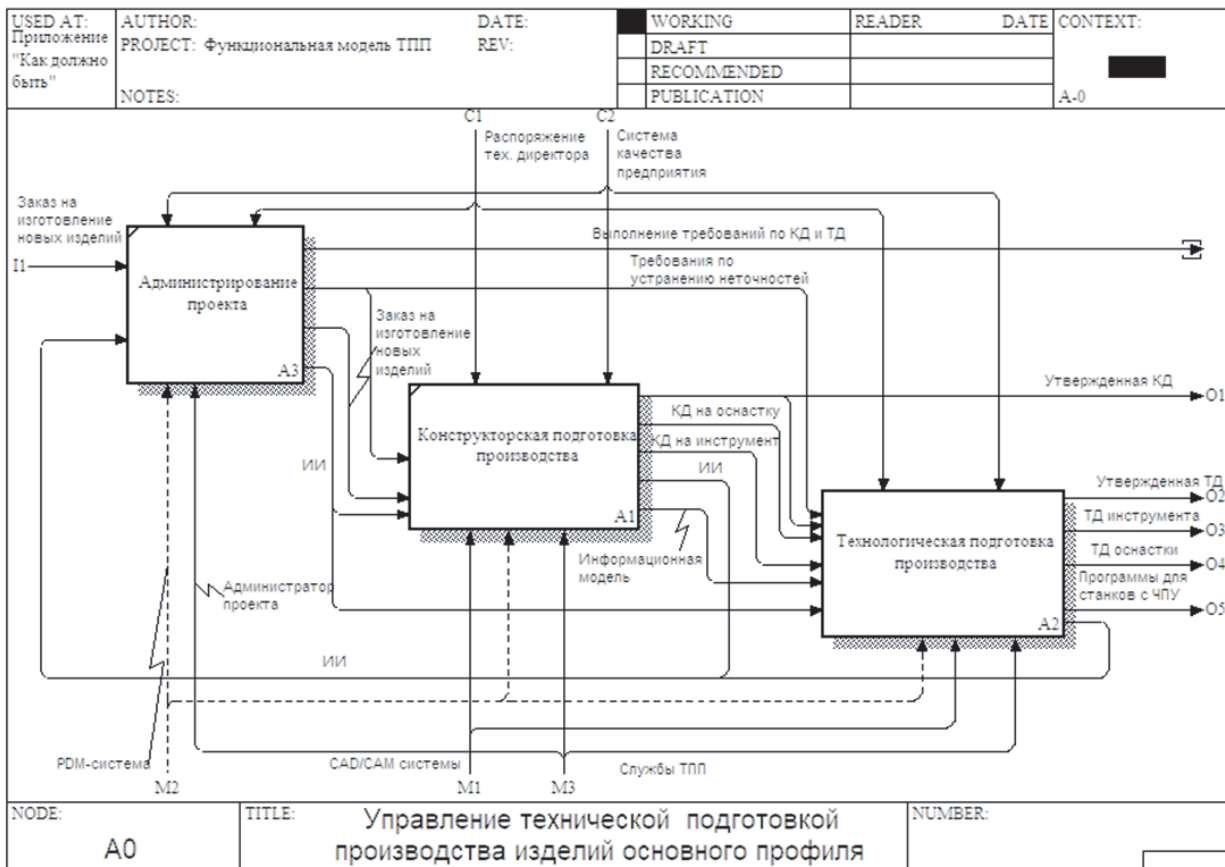 USED AT:
Приложение
"Как должно
быть"
AUTHOR:
DATE:
PROJECT: Функциональная модель ТПП
REV:
NOTES:
WORKING
DRAFT
RECOMMENDED
PUBLICATION
READER
DATE
CONTEXT:
A-0
C1
C2
Распоряжение
тех. директора
Система
качества
предприятия
Заказ на
изготовление
новых изделий
I1
Выполнение требований по КД и ТД
Требования по
устранению неточностей
Администрирование
проекта
A3
Заказ на
изготовление
новых
изделий
Утвержденная КД
O1
КД на оснастку
КД на инструмент
ИИ
Конструкторская подготовка
производства
A1
ИИ
Утвержденная ТД
O2
ТД инструмента
O3
ТД оснастки
O4
Программы для
станков с ЧПУ
O5
Технологическая подготовка
производства
A2
Информационная
модель
Администратор
проекта
ИИ
PDM-система
CAD/CAM системы
Службы ТПП
M2
M1
M3
NODE:
A0
TITLE:
Управление технической подготовкой
производства изделий основного профиля
NUMBER: